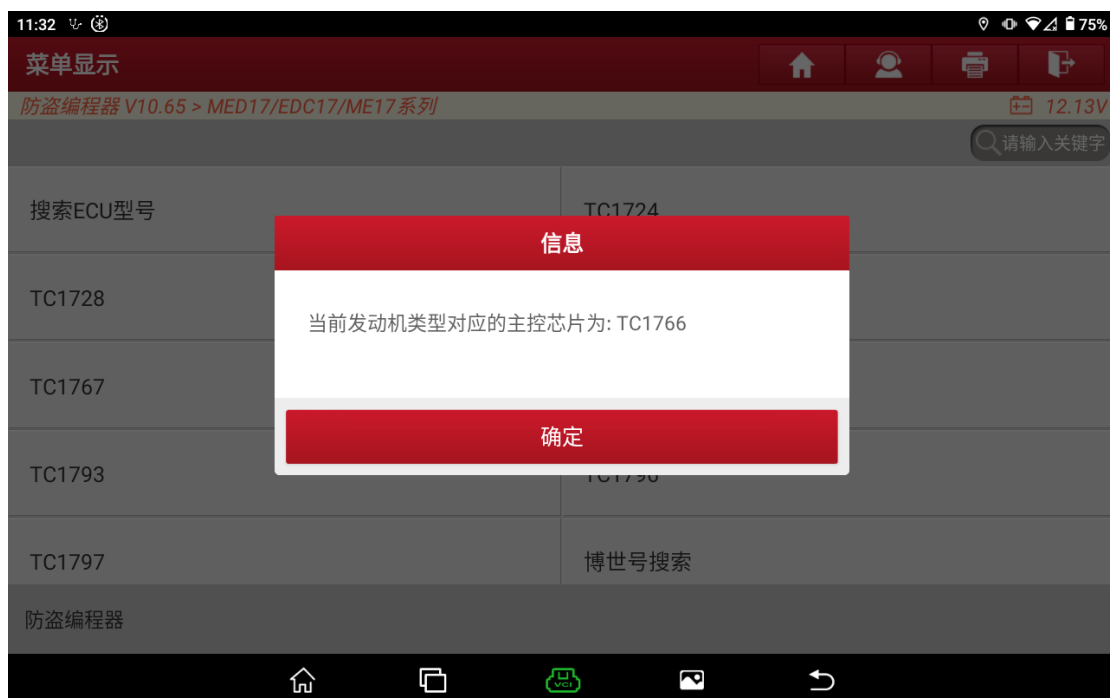 11:32
75%
菜单显示
防盗编程器 V10.65 > MED17/EDC17/ME17系列
12.13V
请输入关键字
搜索ECU型号
TC1724
信息
TC1728
当前发动机类型对应的主控芯片为: TC1766
TC1767
确定
TC1793
TC1797
博世号搜索
防盗编程器
VCI